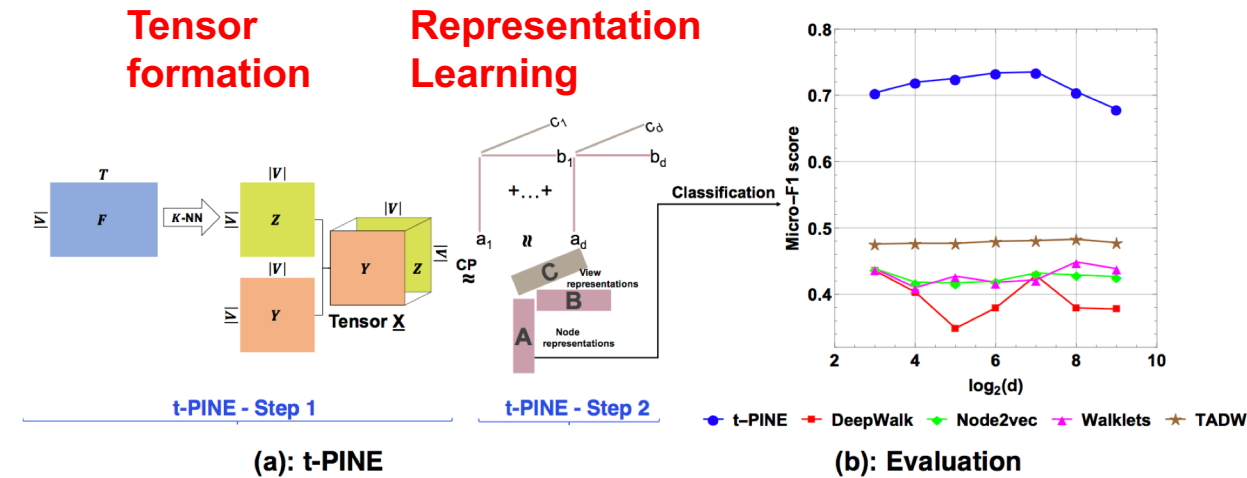 Tensor
formation
Representation
Learning
T
|V|
F
K-NN
|V|
|V|
Z
|V|
|V|
Y
|V|
|V|
Y
Z
Tensor X
CP
≈
c1
cd
b1
bd
+...+
a1
ad
≈
C
View
representations
B
A
Node
representations
Classification
t-PINE - Step 1
t-PINE - Step 2
(a): t-PINE
Micro−F1 score
0.8
0.7
0.6
0.5
0.4
2
4
6
8
10
log2(d)
t−PINE
DeepWalk
Node2vec
Walklets
TADW
(b): Evaluation